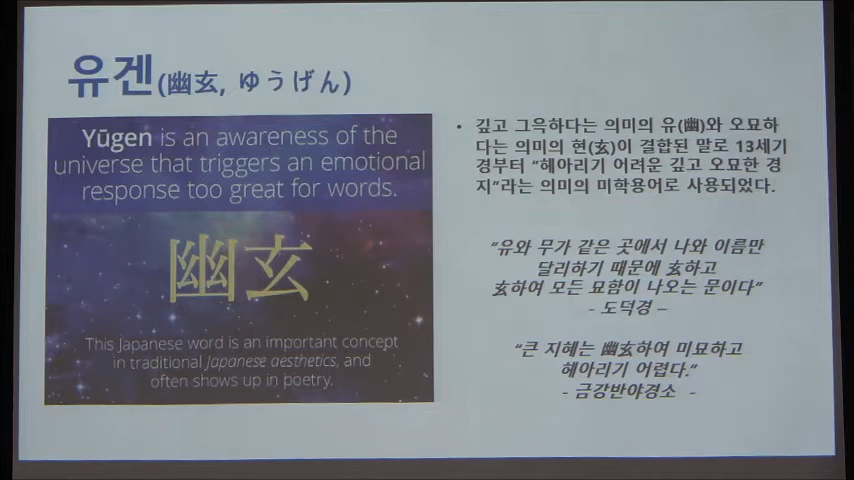 유겐(幽玄, ゆうげん)
Yūgen is an awareness of the
universe that triggers an emotional
response too great for words.
幽玄
This Japanese word is an important concept
in traditional Japanese aesthetics, and
often shows up in poetry.
• 깊고 그윽하다는 의미의 유(幽)와 오묘하
다는 의미의 현(玄)이 결합된 말로 13세기
경부터 “헤아리기 어려운 깊고 오묘한 경
지”라는 의미의 미학용어로 사용되었다.
“유와 무가 같은 곳에서 나와 이름만
달리하기 때문에 玄하고
玄하여 모든 묘함이 나오는 문이다”
- 도덕경 –
“큰 지혜는 幽玄하여 미묘하고
헤아리기 어렵다.”
- 금강반야경소 -